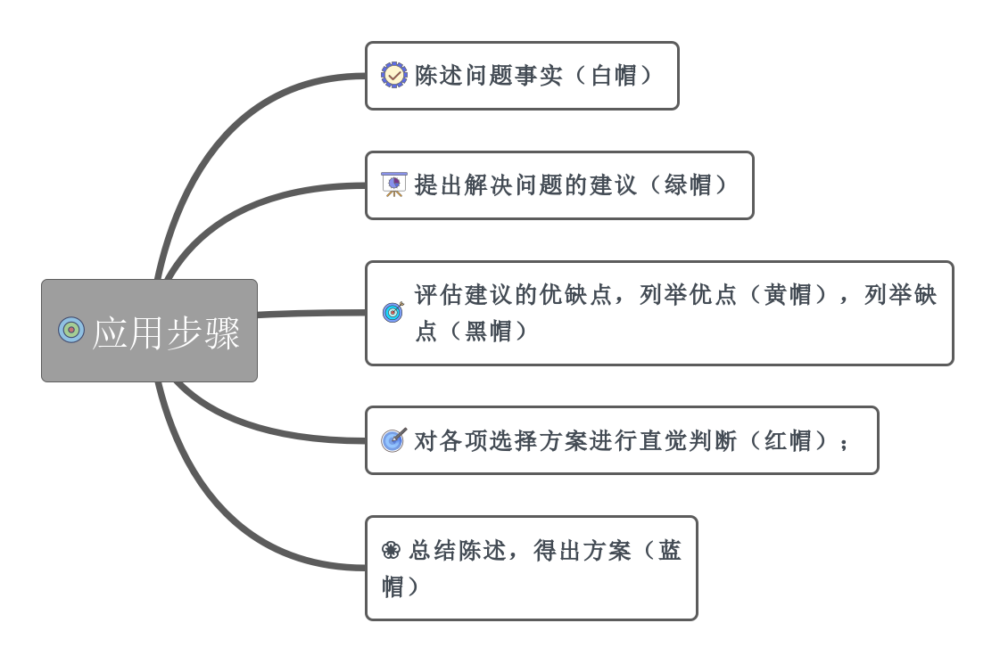 陈述问题事实（白帽）
提出解决问题的建议（绿帽）
评估建议的优缺点，列举优点（黄帽），列举缺
点（黑帽）
应用步骤
对各项选择方案进行直觉判断（红帽）；
❀ 总结陈述，得出方案（蓝
帽）